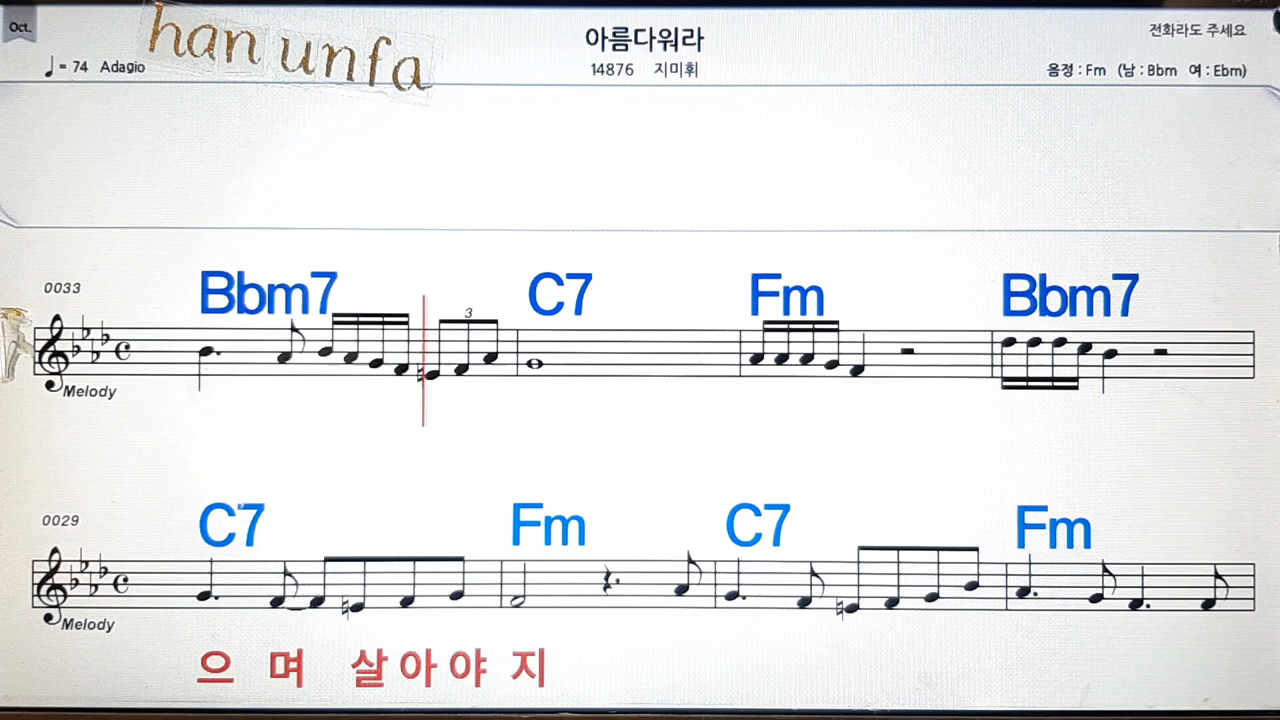 Oct.
han unfa
아름다워라
전화라도 주세요
♩= 74 Adagio
14876 지미휘
음정 : Fm (남 : Bbm 여 : Ebm)
0033
Bbm7 C7 Fm Bbm7
3
Melody
0029
C7 Fm C7 Fm
Melody
으 며 살 아 야 지